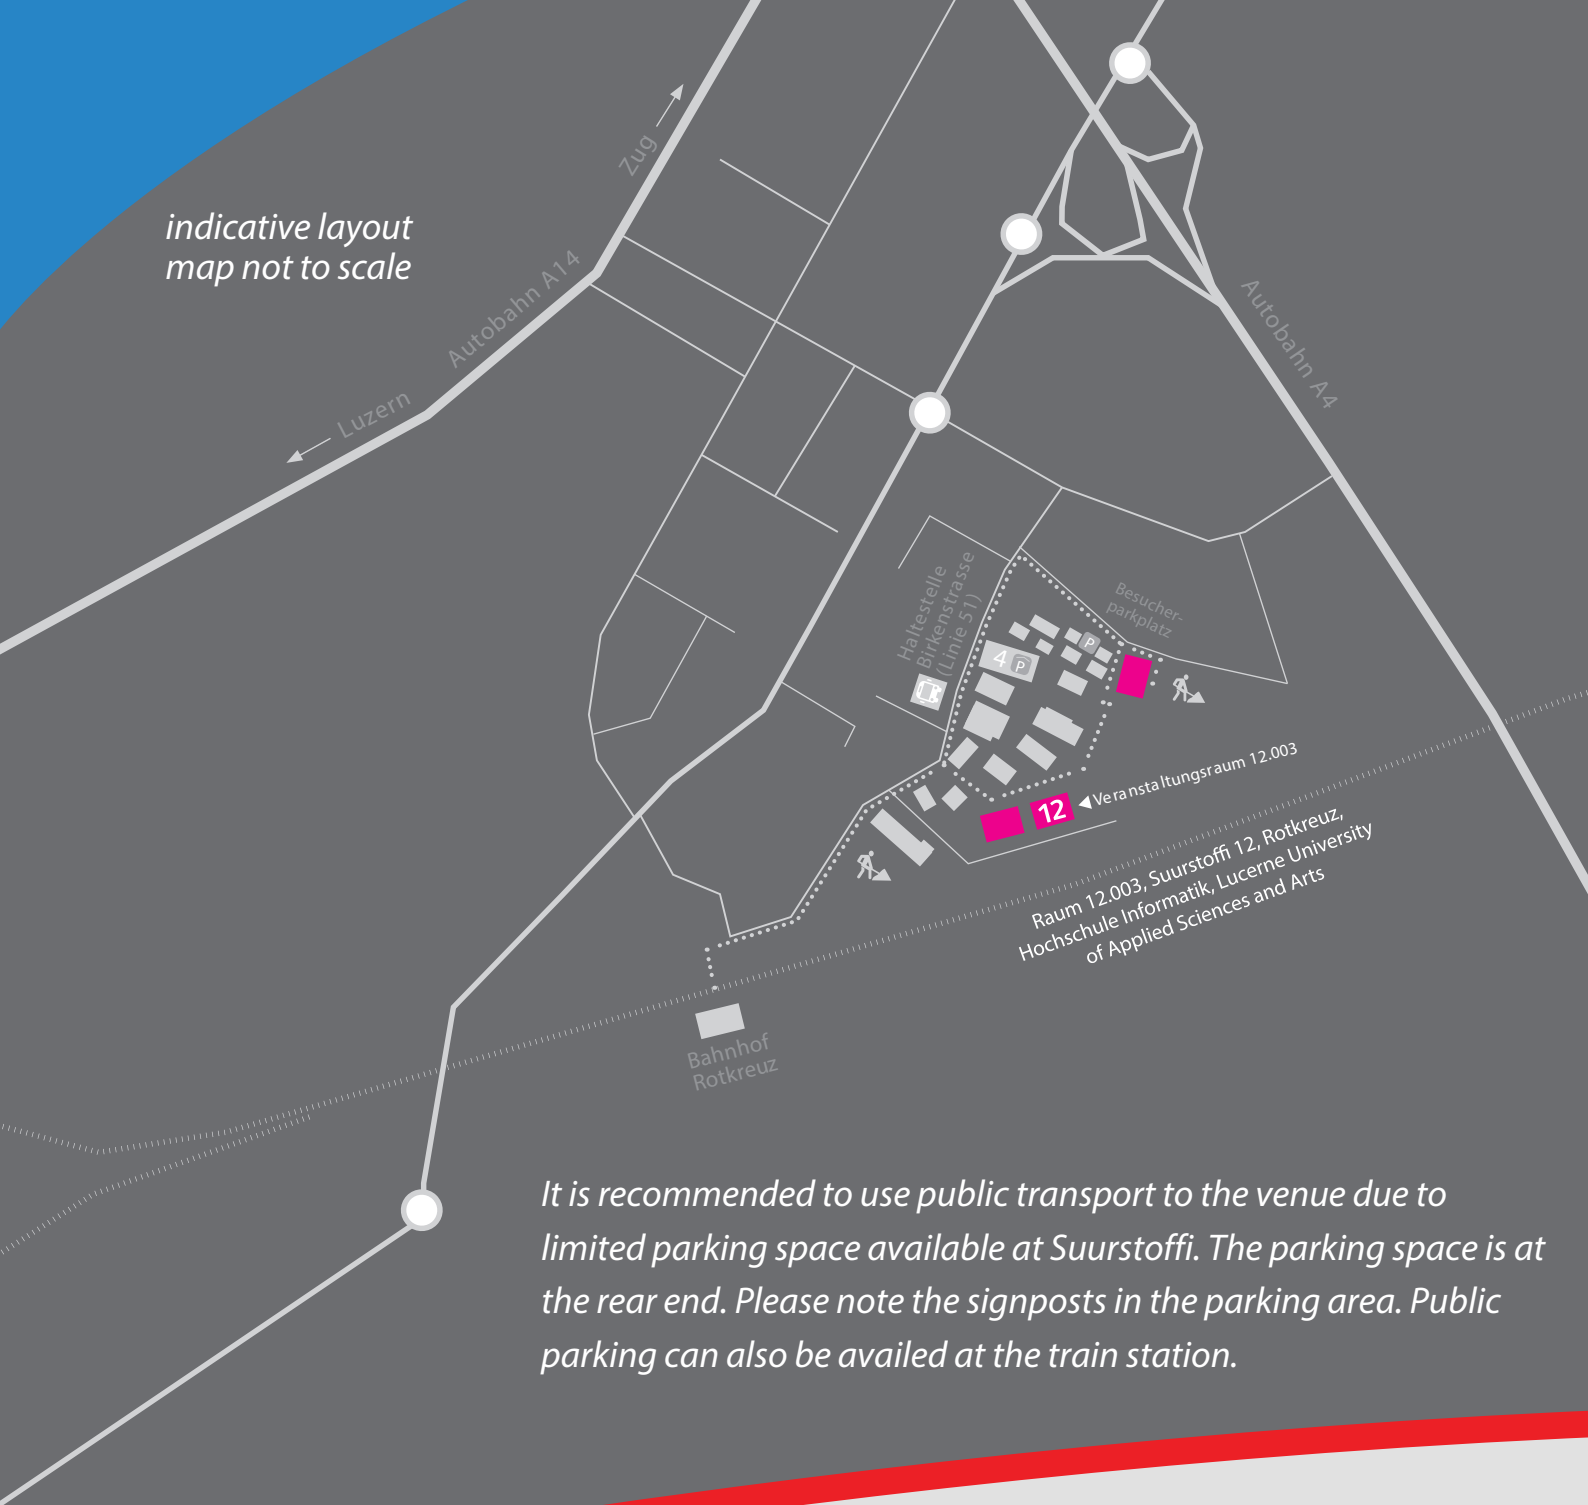 Zug
indicative layout
map not to scale
Autobahn A14
Luzern
Autobahn A4
Haltestelle
Birkenstrasse
(Linie 51)
Besucher-
parkplatz
P
4 P
12
Veranstaltungsraum 12.003
Raum 12.003, Suurstoffi 12, Rotkreuz,
Hochschule Informatik, Lucerne University
of Applied Sciences and Arts
Bahnhof
Rotkreuz
It is recommended to use public transport to the venue due to
limited parking space available at Suurstoffi. The parking space is at
the rear end. Please note the signposts in the parking area. Public
parking can also be availed at the train station.